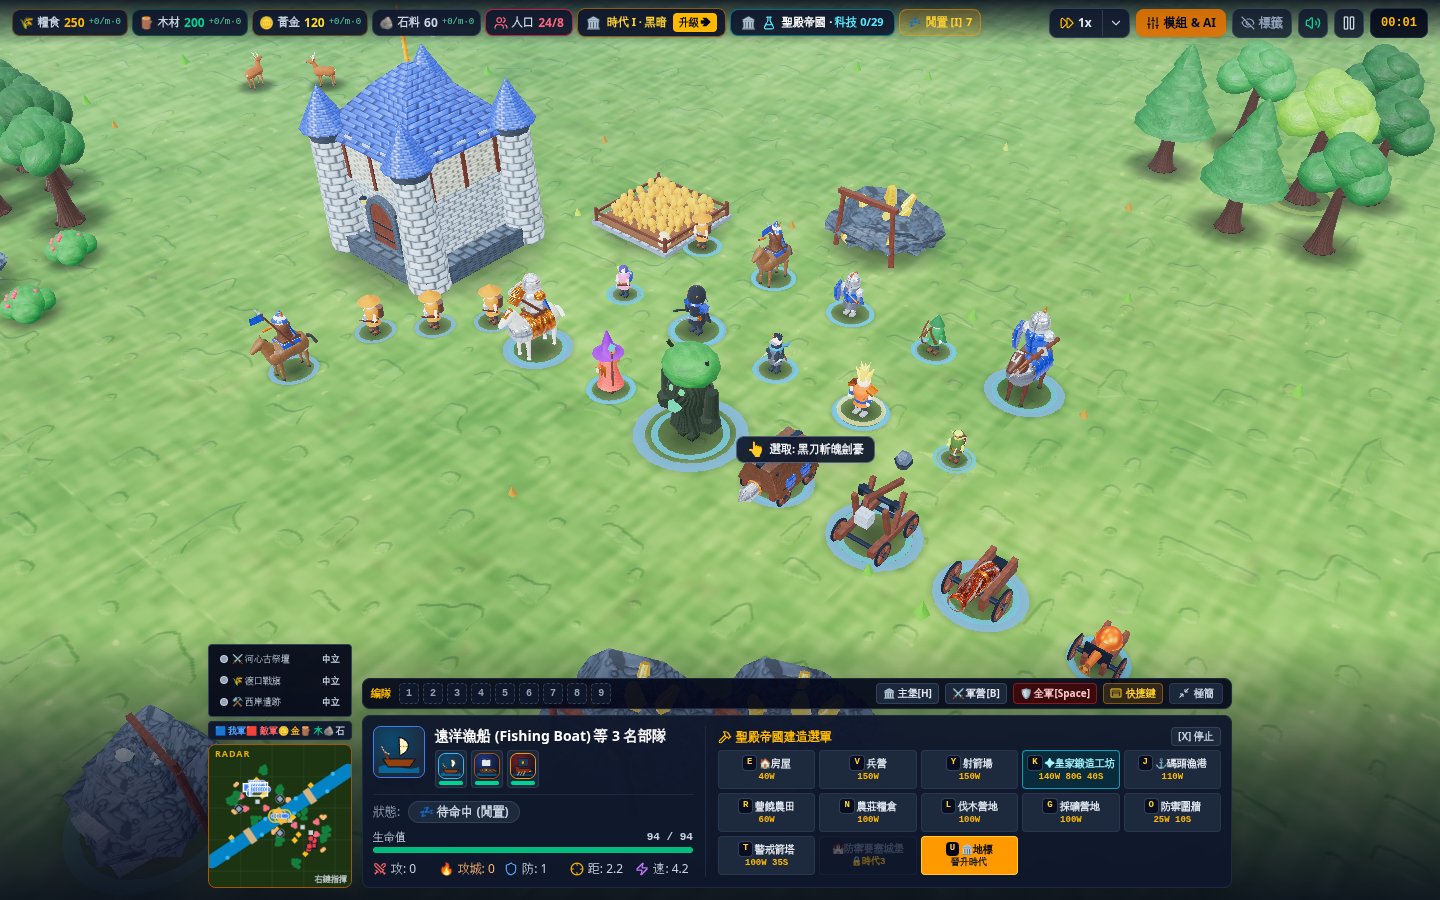 糧食 250 +0/m·0
木材 200 +0/m·0
黃金 120 +0/m·0
石料 60 +0/m·0
人口 24/8
時代 I · 黑暗 升級
聖殿帝國 · 科技 0/29
閒置 [I] 7
1x
模組 & AI
標籤
00:01
選取: 黑刀斬魄劍豪
河心古祭壇 中立
渡口戰旗 中立
西岸遺跡 中立
我軍 敵軍 金 木 石
RADAR
右鍵指揮
編隊 1 2 3 4 5 6 7 8 9
主堡[H]
軍營[B]
全軍[Space]
快捷鍵
極簡
遠洋漁船 (Fishing Boat) 等 3 名部隊
狀態: 待命中 (閒置)
生命值 94 / 94
攻: 0 攻城: 0 防: 1 距: 2.2 速: 4.2
聖殿帝國建造選單
[X] 停止
E 房屋
40W
V 兵營
150W
Y 射箭場
150W
K 皇家鍛造工坊
140W 80G 40S
J 碼頭漁港
110W
R 豐饒農田
60W
N 農莊糧倉
100W
L 伐木營地
100W
G 採礦營地
100W
O 防禦圍牆
25W 10S
T 警戒箭塔
100W 35S
防禦要塞城堡
時代3
U 地標
晉升時代